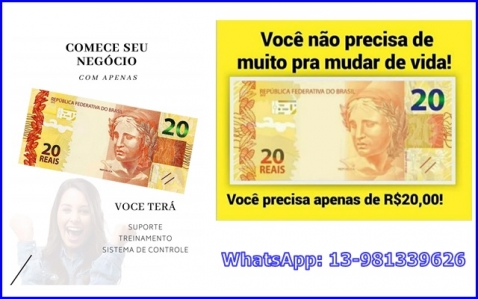 COMECE SEU
NEGÓCIO
COM APENAS
REPÚBLICA FEDERATIVA DO BRASIL
20
20
REAIS
VOCE TERÁ
SUPORTE
TREINAMENTO
SISTEMA DE CONTROLE
Você não precisa de
muito pra mudar de vida!
REPÚBLICA FEDERATIVA DO BRASIL
20
20
REAIS
Você precisa apenas de R$20,00!
WhatsApp: 13-981339626